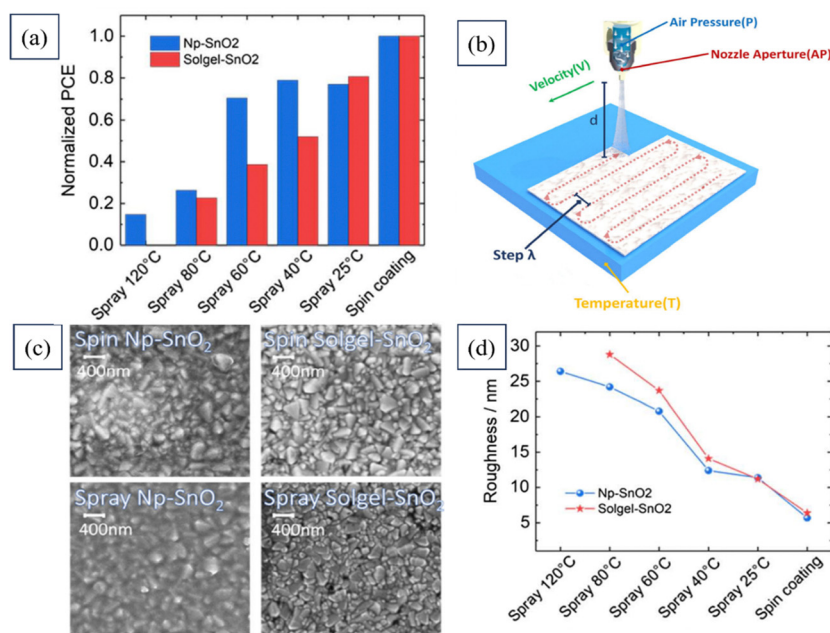 (a)
Normalized PCE
1.0
0.8
0.6
0.4
0.2
0.0
Np-SnO2
Solgel-SnO2
Spray 120°C
Spray 80°C
Spray 60°C
Spray 40°C
Spray 25°C
Spin coating
(b)
Air Pressure(P)
Nozzle Aperture(AP)
Velocity(V)
d
Step λ
Temperature(T)
(c)
Spin Np-SnO₂
400nm
Spin Solgel-SnO₂
400nm
Spray Np-SnO₂
400nm
Spray Solgel-SnO₂
400nm
(d)
Roughness / nm
30
25
20
15
10
5
Np-SnO2
Solgel-SnO2
Spray 120°C
Spray 80°C
Spray 60°C
Spray 40°C
Spray 25°C
Spin coating